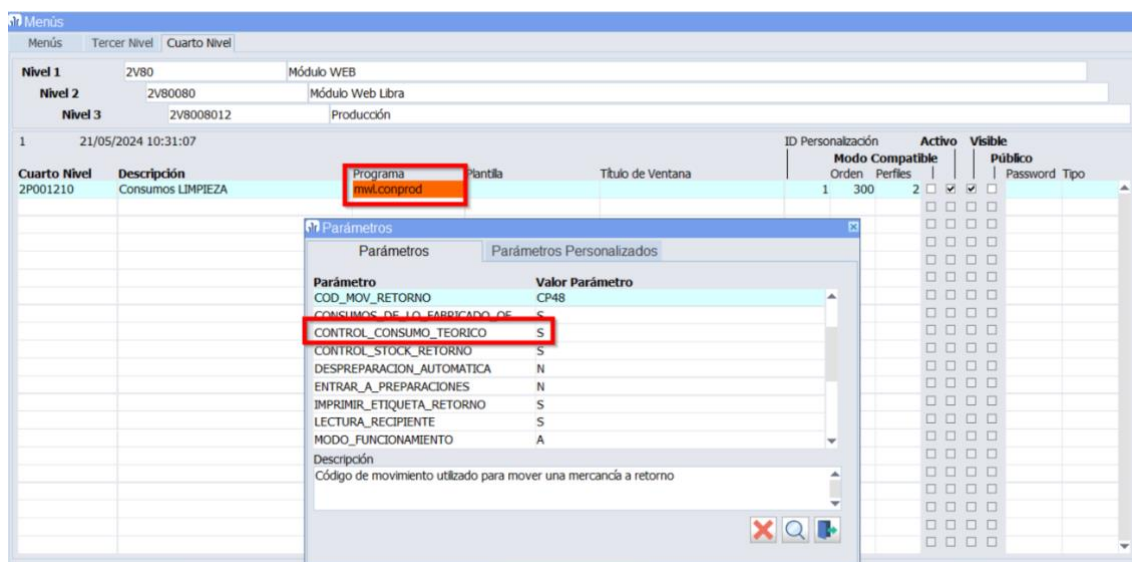 Menús
Menús Tercer Nivel Cuarto Nivel
Nivel 1 2V80 Módulo WEB
Nivel 2 2V80080 Módulo Web Libra
Nivel 3 2V8008012 Producción
1 21/05/2024 10:31:07 ID Personalización Activo Visible
Modo Compatible Público
Cuarto Nivel Descripción Programa Plantilla Título de Ventana Orden Perfiles Password Tipo
2P001210 Consumos LIMPIEZA mwl.conprod 1 300 2
Parámetros
Parámetros Parámetros Personalizados
Parámetro Valor Parámetro
COD_MOV_RETORNO CP48
CONSUMOS_DE_LO_FABRICADO_OF S
CONTROL_CONSUMO_TEORICO S
CONTROL_STOCK_RETORNO S
DESPREPARACION_AUTOMATICA N
ENTRAR_A_PREPARACIONES N
IMPRIMIR_ETIQUETA_RETORNO S
LECTURA_RECIPIENTE S
MODO_FUNCIONAMIENTO A
Descripción
Código de movimiento utilizado para mover una mercancía a retorno